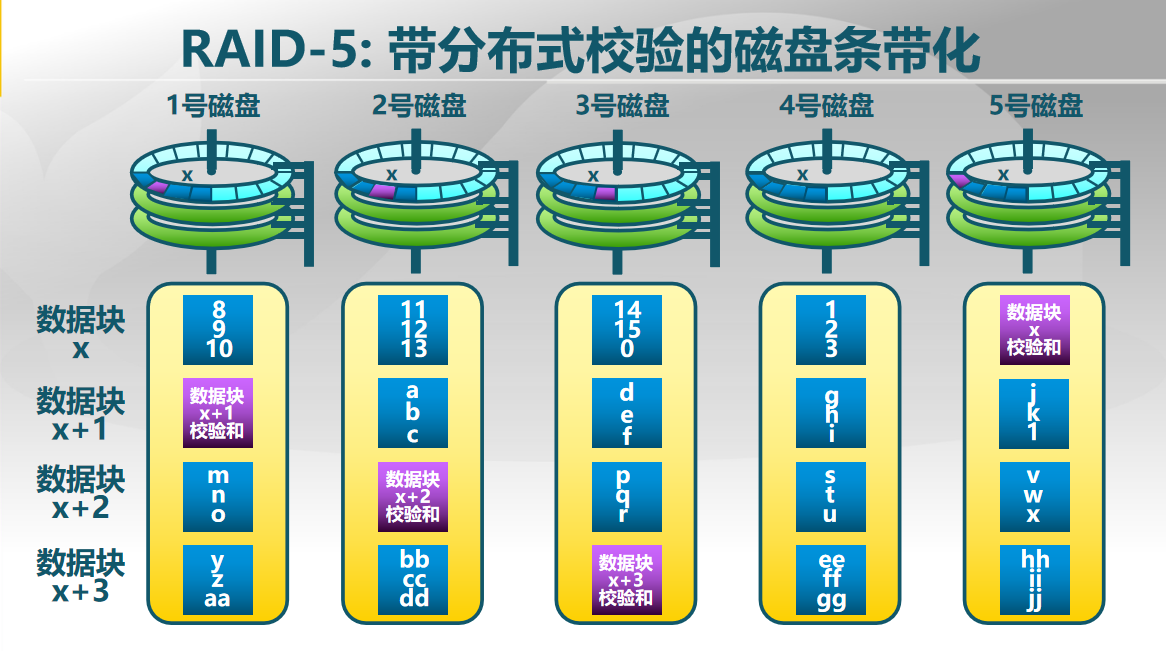 RAID-5: 带分布式校验的磁盘条带化
1号磁盘
2号磁盘
3号磁盘
4号磁盘
5号磁盘
x
x
x
x
x
数据块
x
8
9
10
11
12
13
14
15
0
1
2
3
数据块
x
校验和
数据块
x+1
数据块
x+1
校验和
a
b
c
d
e
f
g
h
i
j
k
1
数据块
x+2
m
n
o
数据块
x+2
校验和
p
q
r
s
t
u
v
w
x
数据块
x+3
y
z
aa
bb
cc
dd
数据块
x+3
校验和
ee
ff
gg
hh
ii
jj